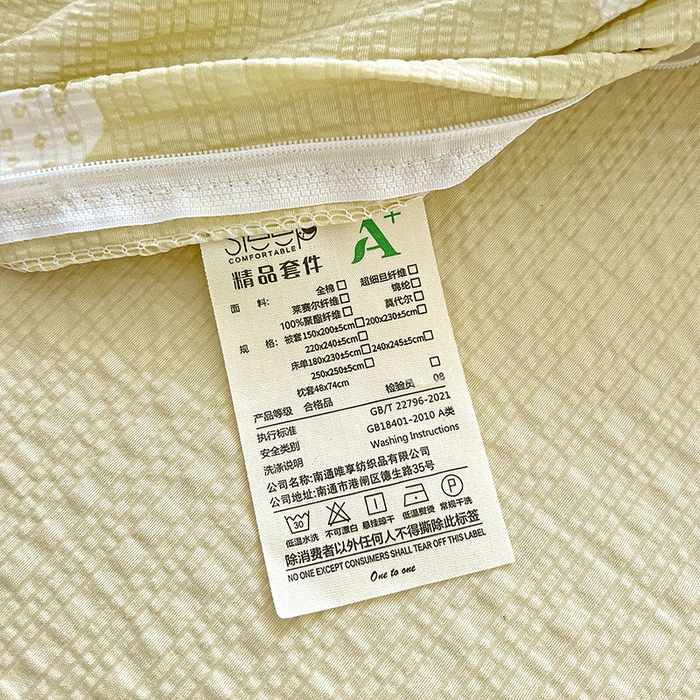 sleep
COMFORTABLE
A+
精品套件
面 料: 全棉□ 超细且纤维□
莱赛尔纤维□ 锦纶□
100%聚酯纤维□ 莫代尔□
规 格: 被套150x200±5cm□ 200x230±5cm□
220x240±5cm□
床单180x230±5cm□ 240x245±5cm□
250x250±5cm□
枕套48x74cm □
产品等级 合格品 检验员 08
执行标准 GB/T 22796-2021
安全类别 GB18401-2010 A类
洗涤说明 Washing Instructions
公司名称:南通唯享纺织品有限公司
公司地址:南通市港闸区德生路35号
30 P
低温水洗 不可漂白 悬挂晾干 低温熨烫 常规干洗
除消费者以外任何人不得撕除此标签
NO ONE EXCEPT CONSUMERS SHALL TEAR OFF THIS LABEL
One to one